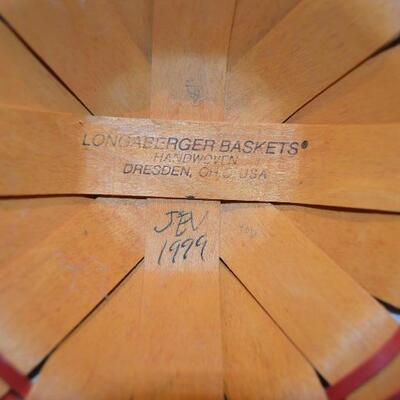 LONGABERGER BASKETS®
HANDWOVEN
DRESDEN, OHIO, USA
JEV
1999